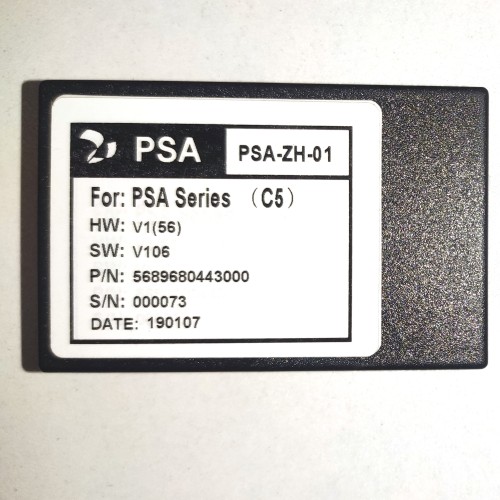 PSA PSA-ZH-01
For: PSA Series （C5）
HW: V1(56)
SW: V106
P/N: 5689680443000
S/N: 000073
DATE: 190107